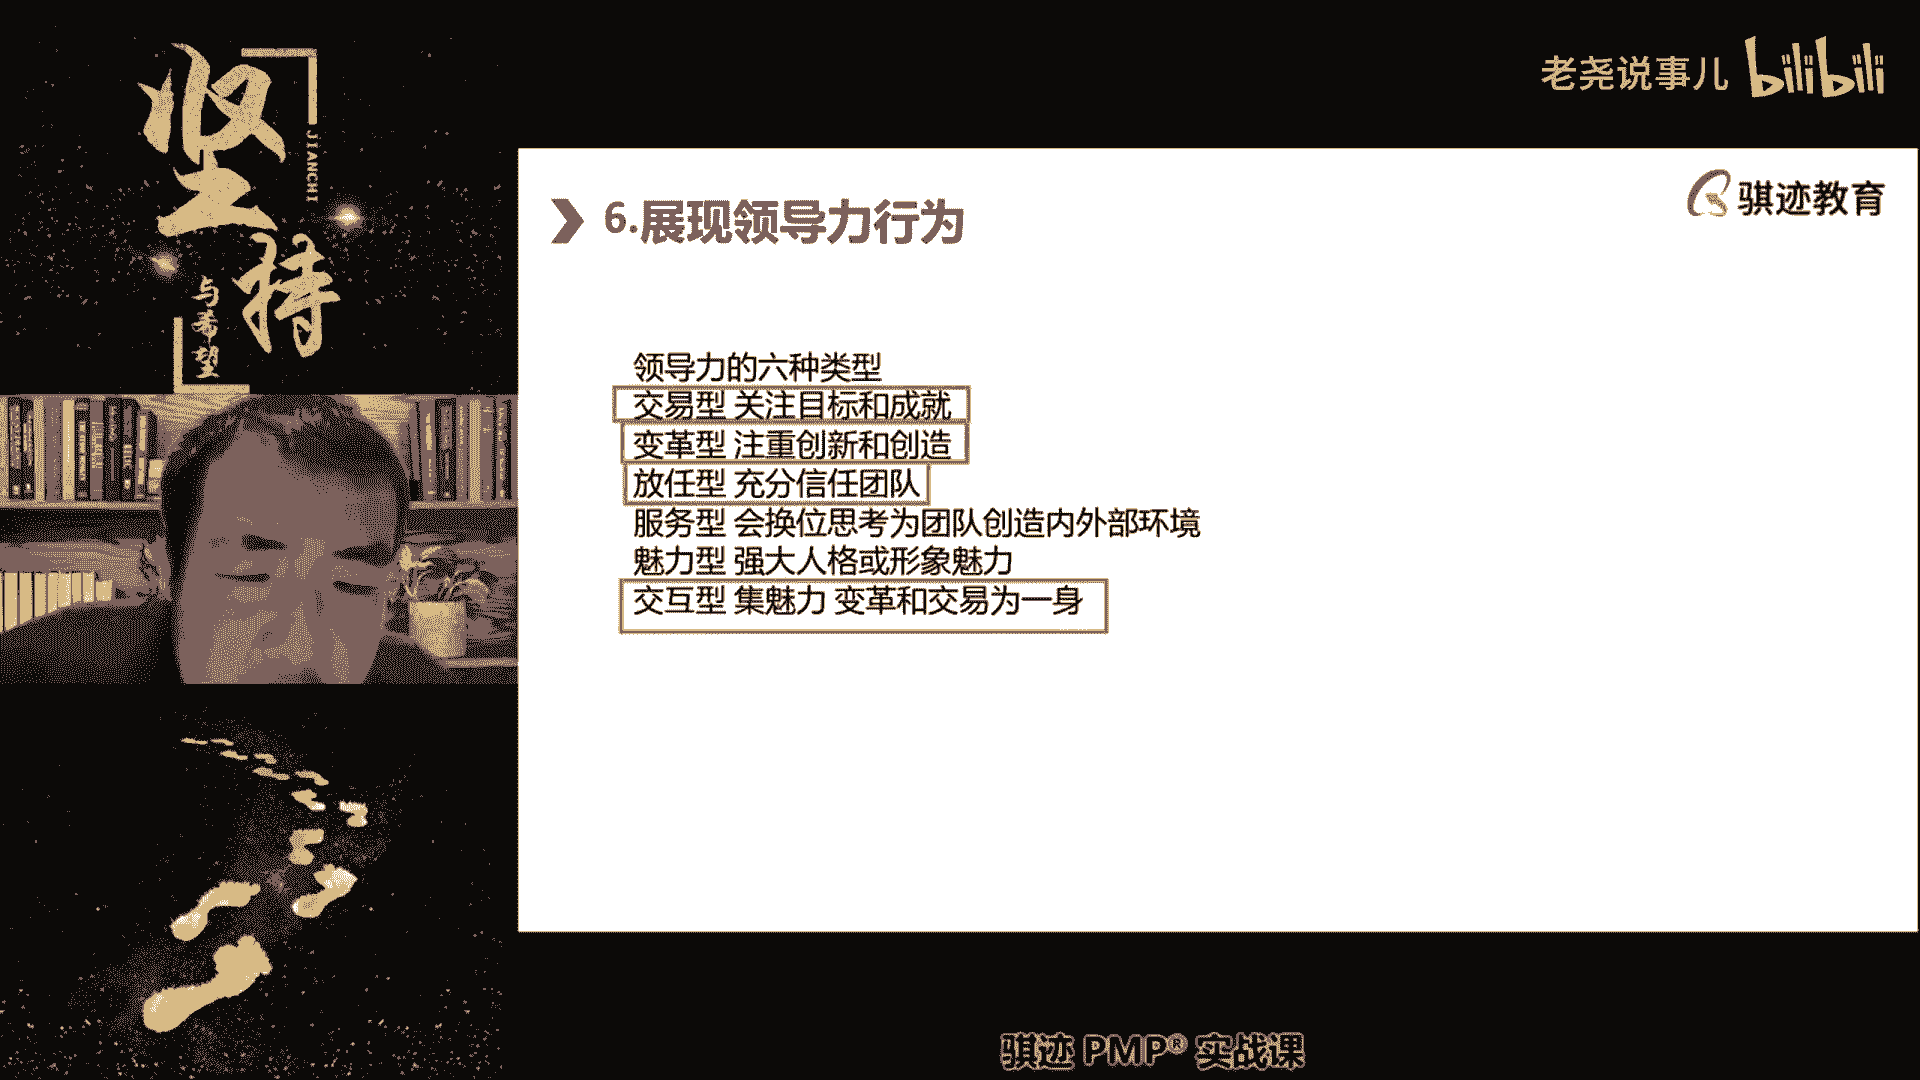 坚持
JIANCHI
与希望
老尧说事儿 bilibili
骐迹教育
6.展现领导力行为
领导力的六种类型
交易型 关注目标和成就
变革型 注重创新和创造
放任型 充分信任团队
服务型 会换位思考为团队创造内外部环境
魅力型 强大人格或形象魅力
交互型 集魅力 变革和交易为一身
骐迹 PMP® 实战课